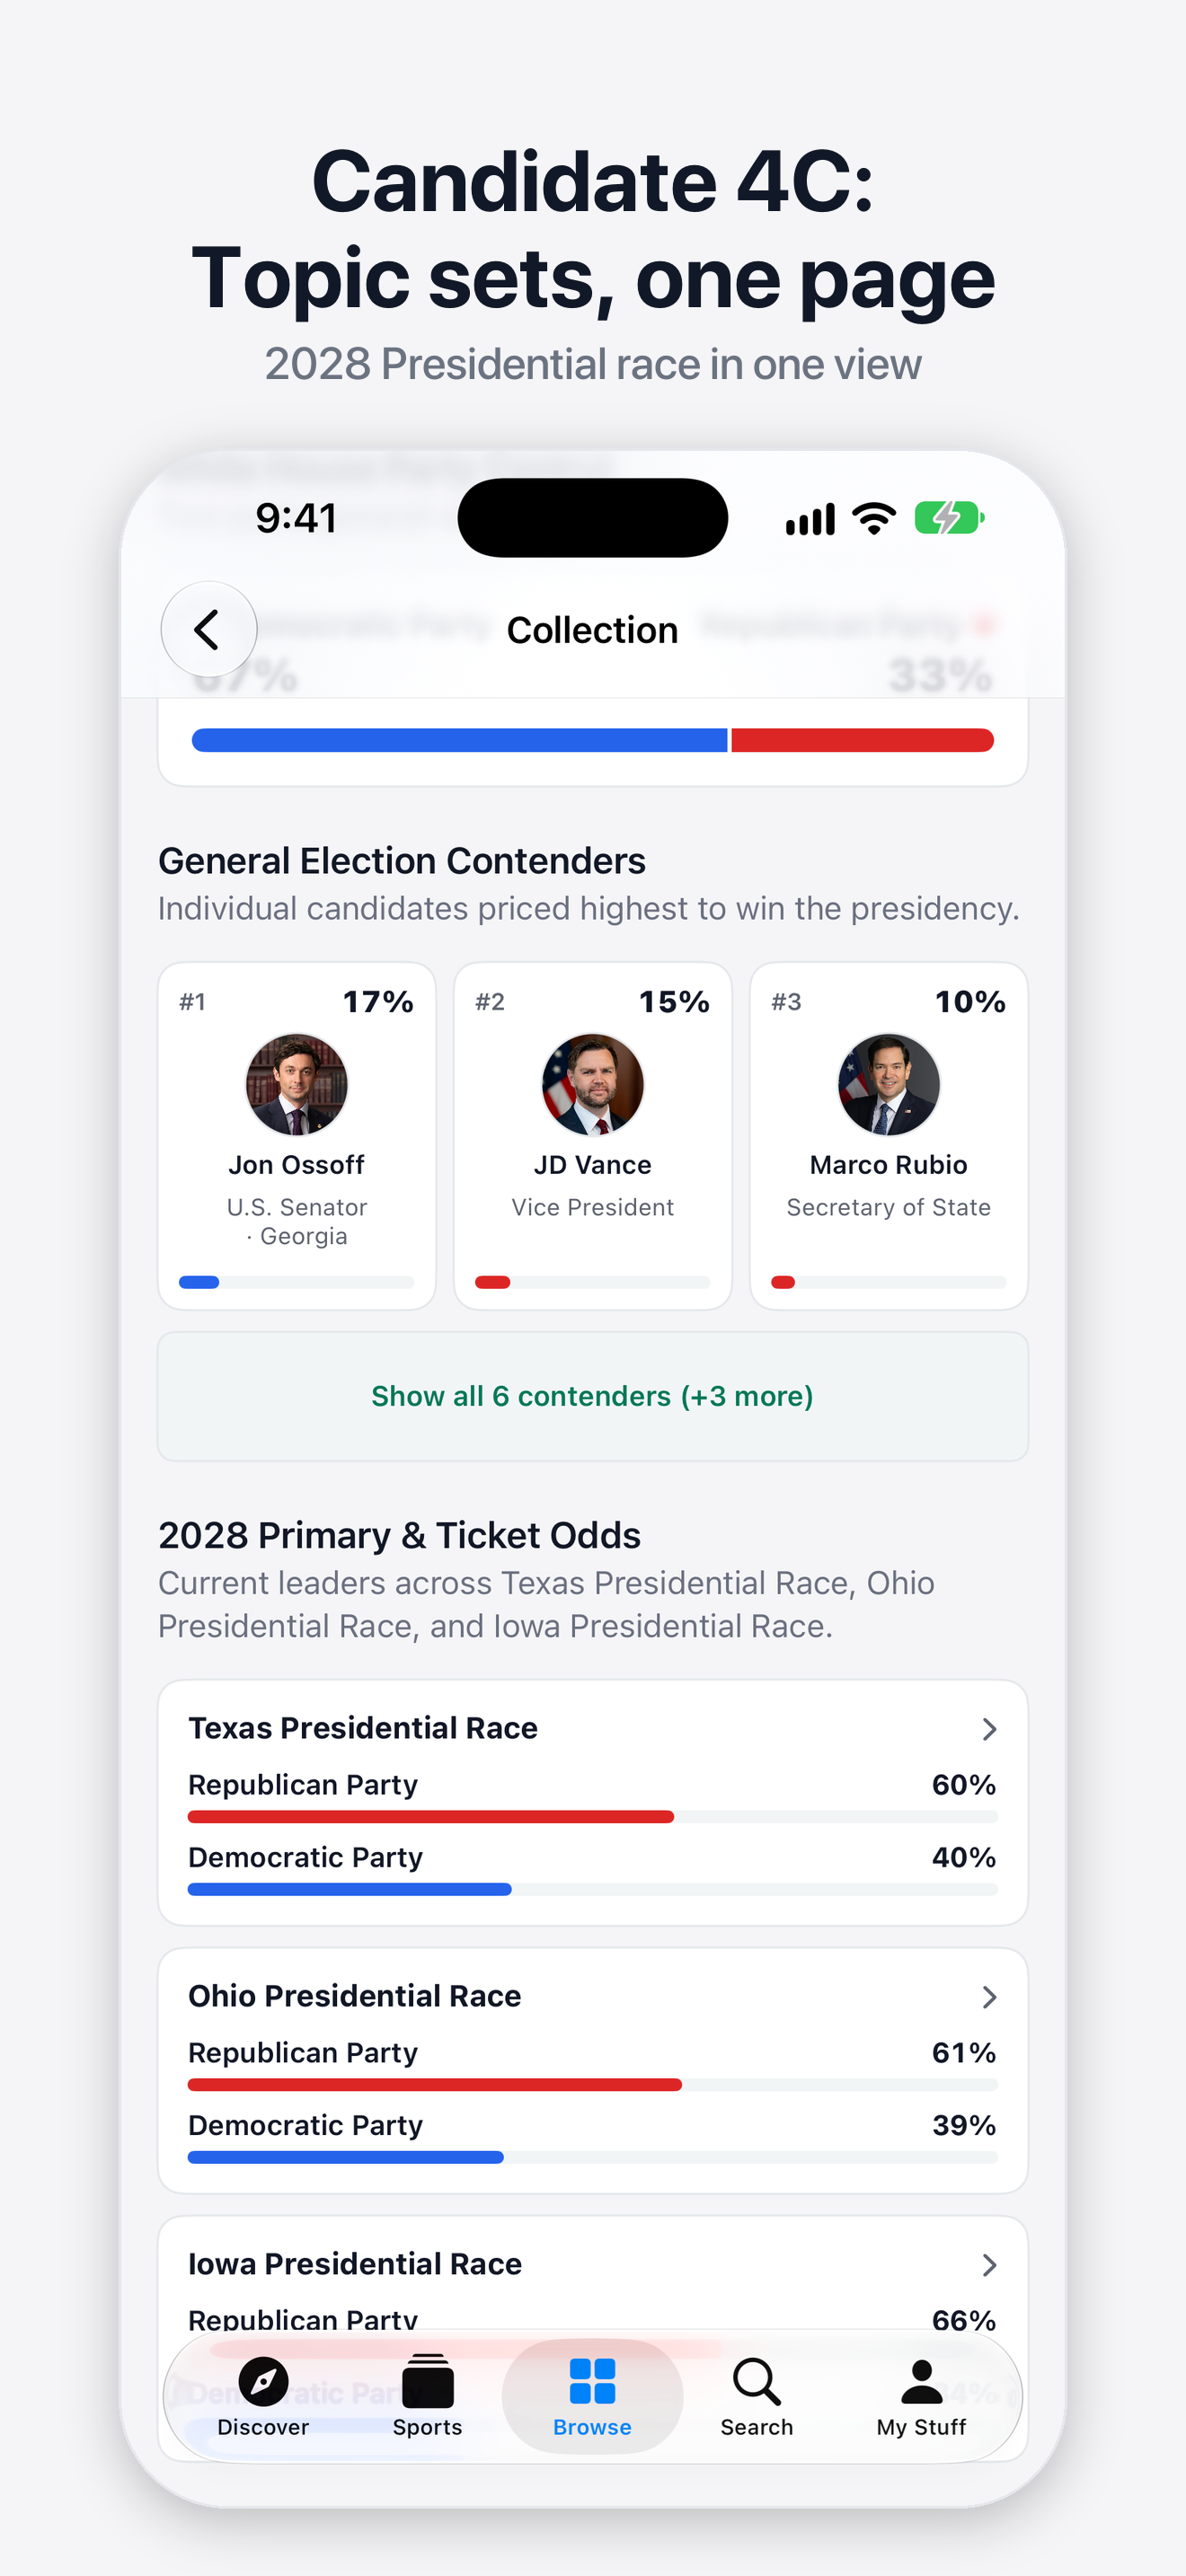 Candidate 4C:
Topic sets, one page
2028 Presidential race in one view
9:41
Collection
Republican Party
33%
General Election Contenders
Individual candidates priced highest to win the presidency.
#1 17%
Jon Ossoff
U.S. Senator
· Georgia
#2 15%
JD Vance
Vice President
#3 10%
Marco Rubio
Secretary of State
Show all 6 contenders (+3 more)
2028 Primary & Ticket Odds
Current leaders across Texas Presidential Race, Ohio
Presidential Race, and Iowa Presidential Race.
Texas Presidential Race
Republican Party 60%
Democratic Party 40%
Ohio Presidential Race
Republican Party 61%
Democratic Party 39%
Iowa Presidential Race
Republican Party 66%
Discover
Sports
Browse
Search
My Stuff